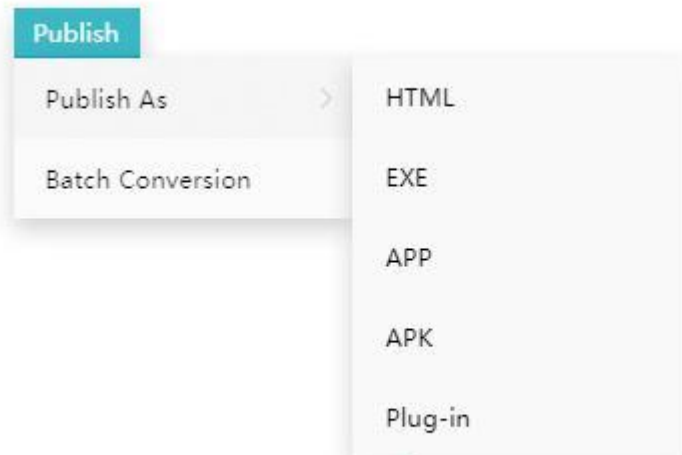 Publish
Publish As
Batch Conversion
HTML
EXE
APP
APK
Plug-in